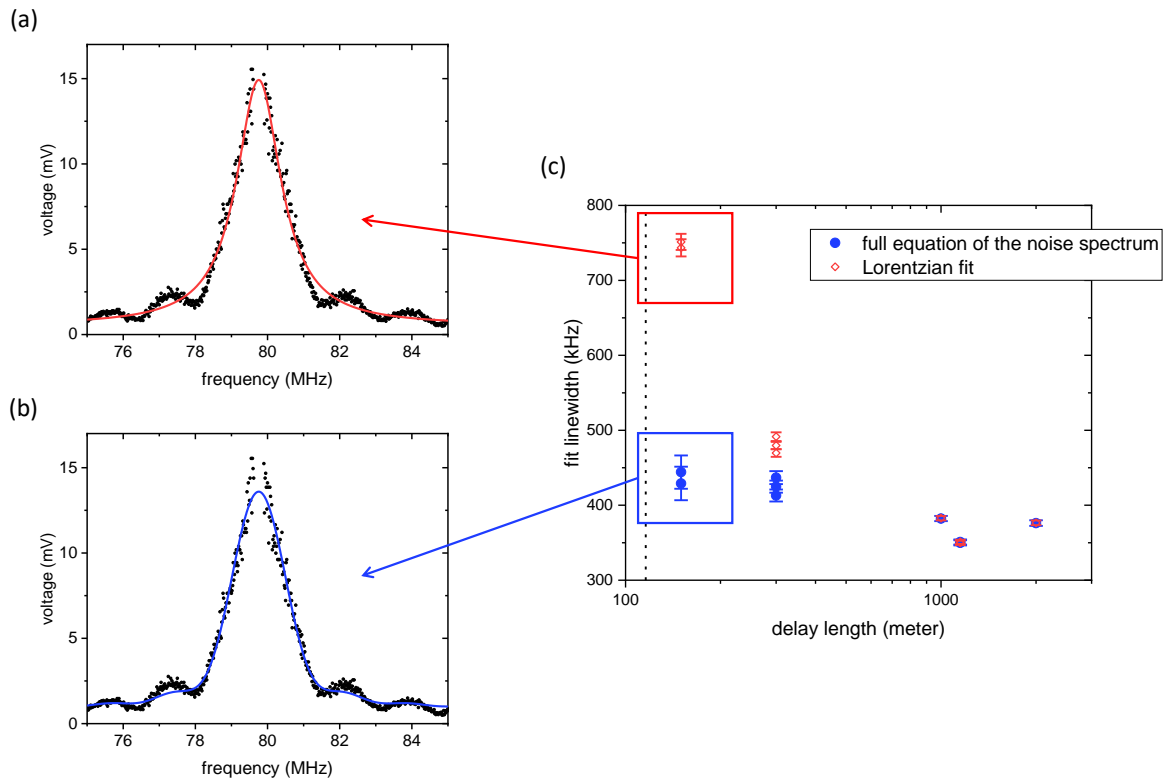 (a)
15
10
5
0
voltage (mV)
76
78
80
82
84
frequency (MHz)
(b)
15
10
5
0
voltage (mV)
76
78
80
82
84
frequency (MHz)
(c)
800
700
600
500
400
300
fit linewidth (kHz)
100
1000
delay length (meter)
full equation of the noise spectrum
Lorentzian fit